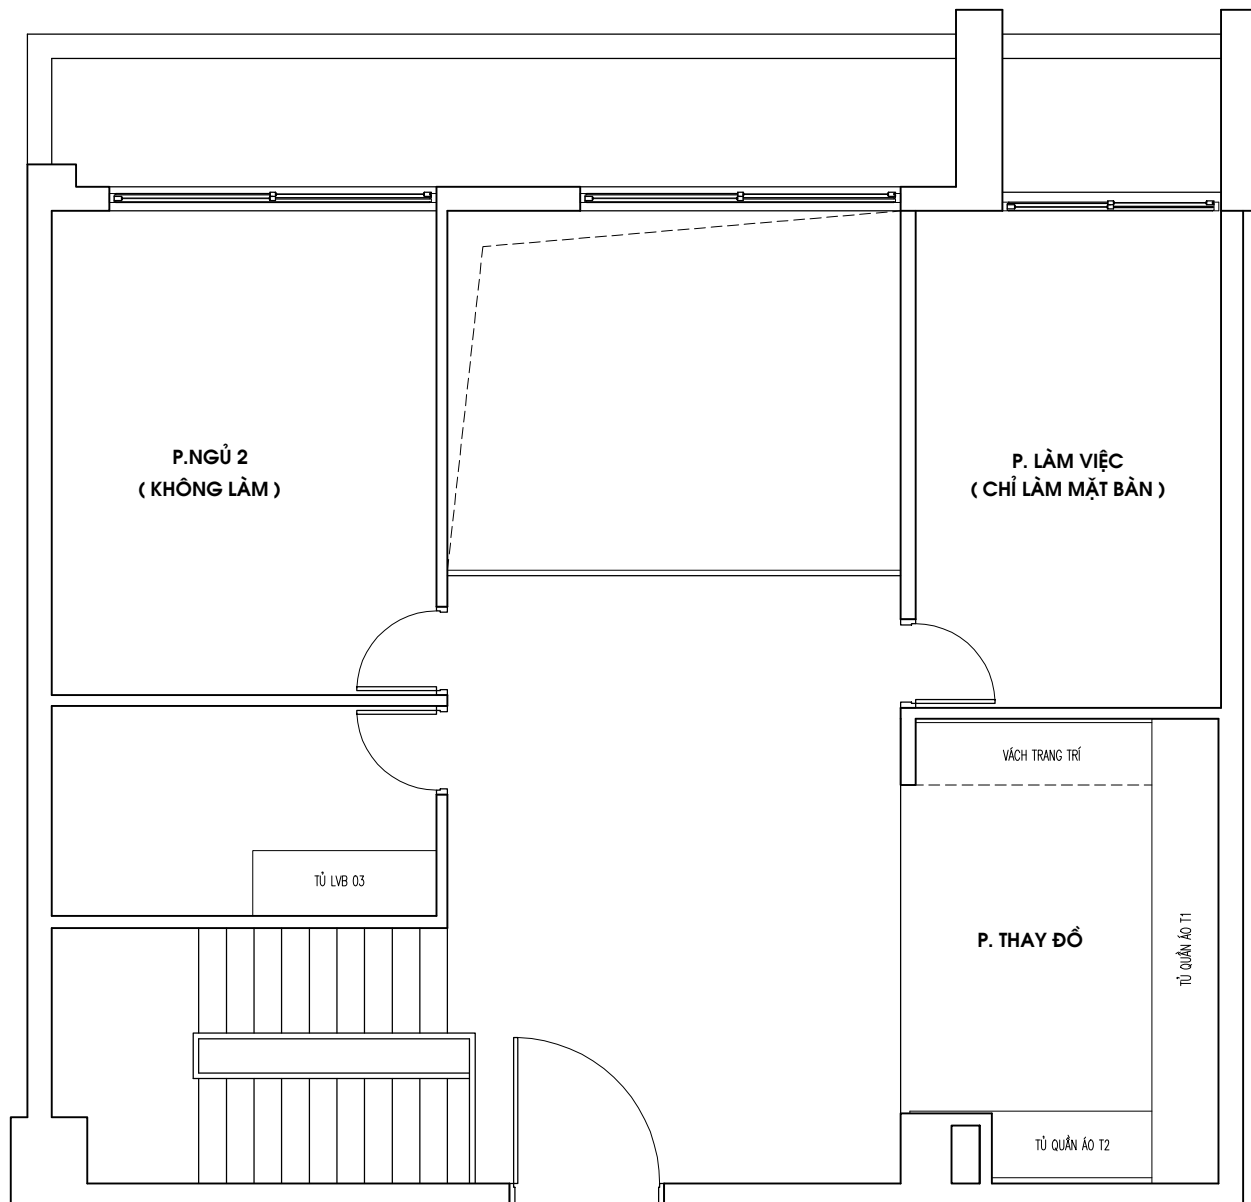 P.NGỦ 2
( KHÔNG LÀM )
P. LÀM VIỆC
( CHỈ LÀM MẶT BÀN )
VÁCH TRANG TRÍ
TỦ LVB 03
P. THAY ĐỒ
TỦ QUẦN ÁO T1
TỦ QUẦN ÁO T2